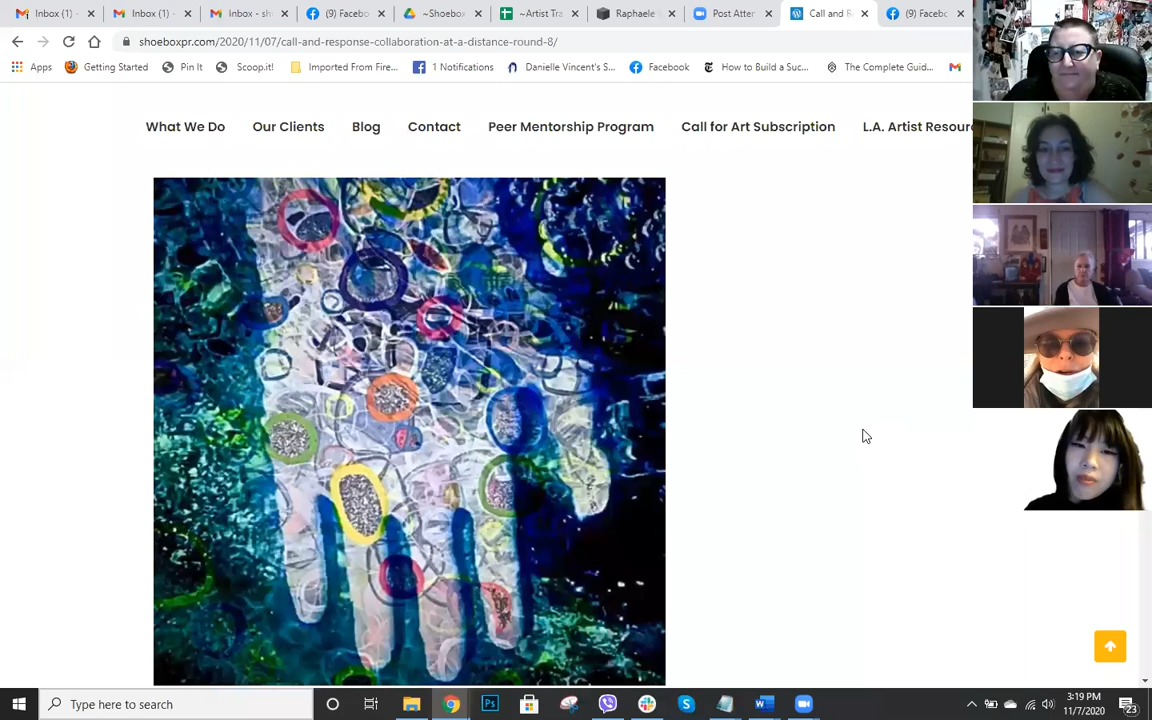 Inbox (1) -
Inbox (1) -
Inbox - sh
(9) Facebo
~Shoebox
~Artist Tra
Raphaele
Post Atter
Call and R
(9) Facebo
shoeboxpr.com/2020/11/07/call-and-response-collaboration-at-a-distance-round-8/
Apps
Getting Started
Pin It
Scoop.it!
Imported From Fire...
1 Notifications
Danielle Vincent's S...
Facebook
How to Build a Suc...
The Complete Guid...
What We Do
Our Clients
Blog
Contact
Peer Mentorship Program
Call for Art Subscription
L.A. Artist Resour
Type here to search
Ps
3:19 PM
11/7/2020
23